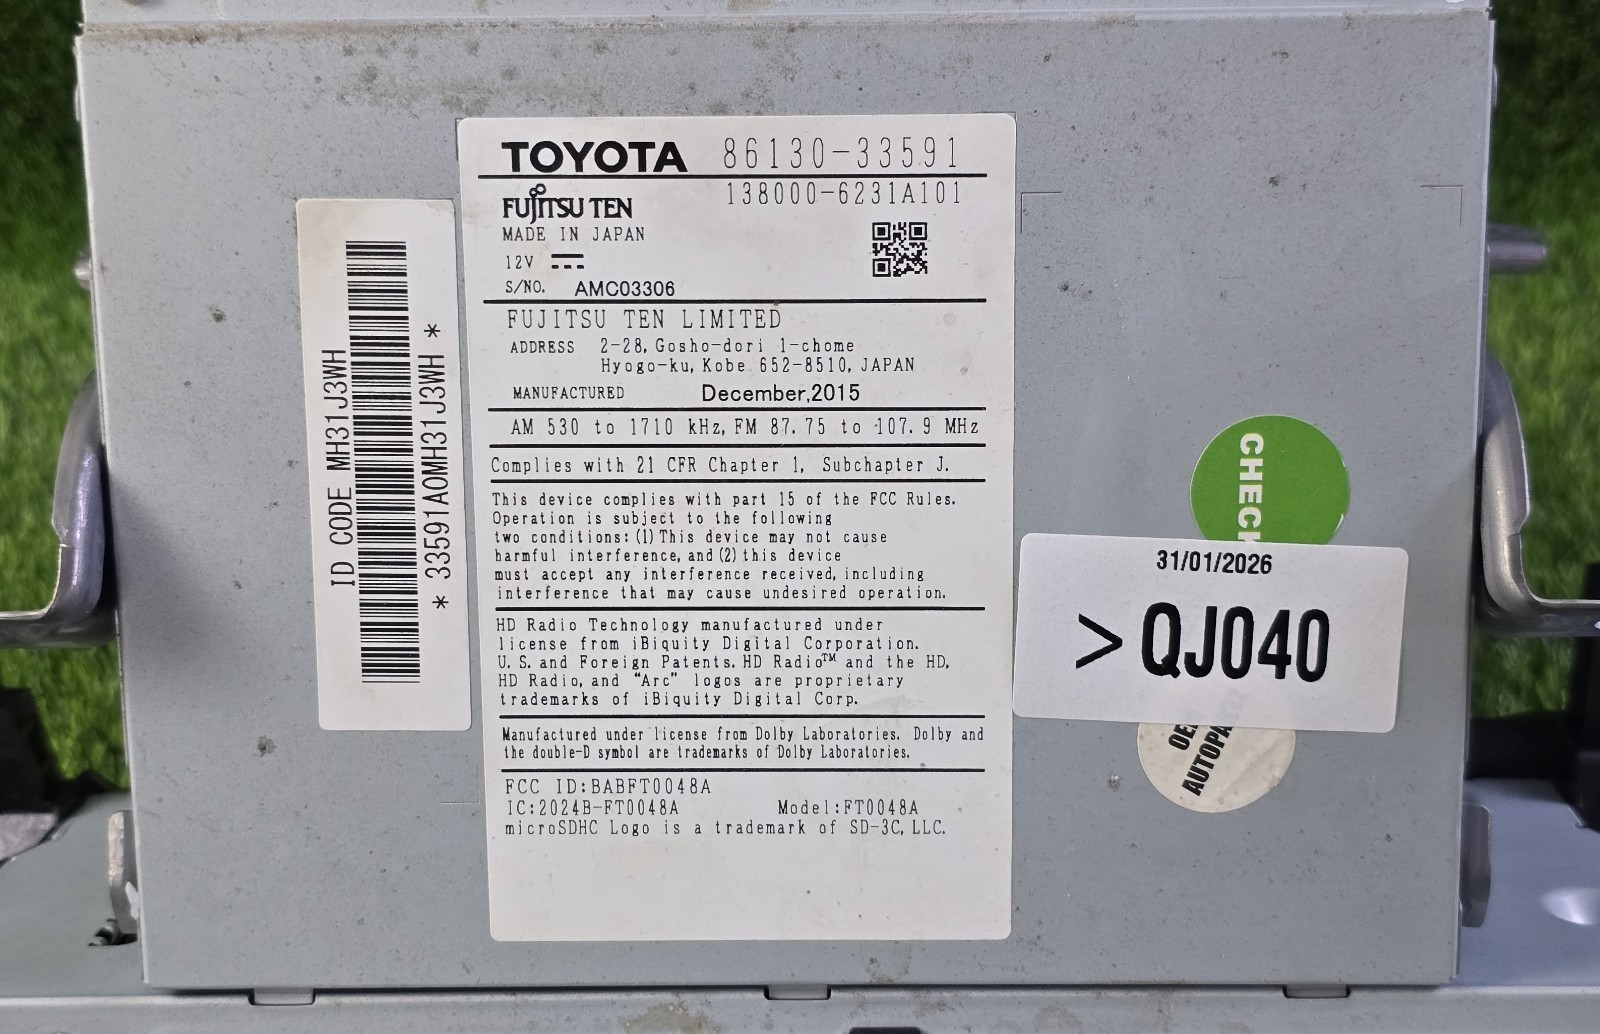 TOYOTA 86130-33591
138000-6231A101
FUJITSU TEN
MADE IN JAPAN
12V
S/NO. AMC03306
FUJITSU TEN LIMITED
ADDRESS 2-28, Gosho-dori 1-chome
Hyogo-ku, Kobe 652-8510, JAPAN
MANUFACTURED December,2015
AM 530 to 1710 kHz, FM 87.75 to 107.9 MHz
Complies with 21 CFR Chapter 1, Subchapter J.
This device complies with part 15 of the FCC Rules.
Operation is subject to the following
two conditions: (1) This device may not cause
harmful interference, and (2) this device
must accept any interference received, including
interference that may cause undesired operation.
HD Radio Technology manufactured under
license from iBiquity Digital Corporation.
U.S. and Foreign Patents. HD Radio™ and the HD,
HD Radio, and “Arc” logos are proprietary
trademarks of iBiquity Digital Corp.
Manufactured under license from Dolby Laboratories. Dolby and
the double-D symbol are trademarks of Dolby Laboratories.
FCC ID:BABFT0048A
IC:2024B-FT0048A Model:FT0048A
microSDHC Logo is a trademark of SD-3C, LLC.
ID CODE MH31J3WH
* 33591A0MH31J3WH *
CHECK
31/01/2026
>QJ040